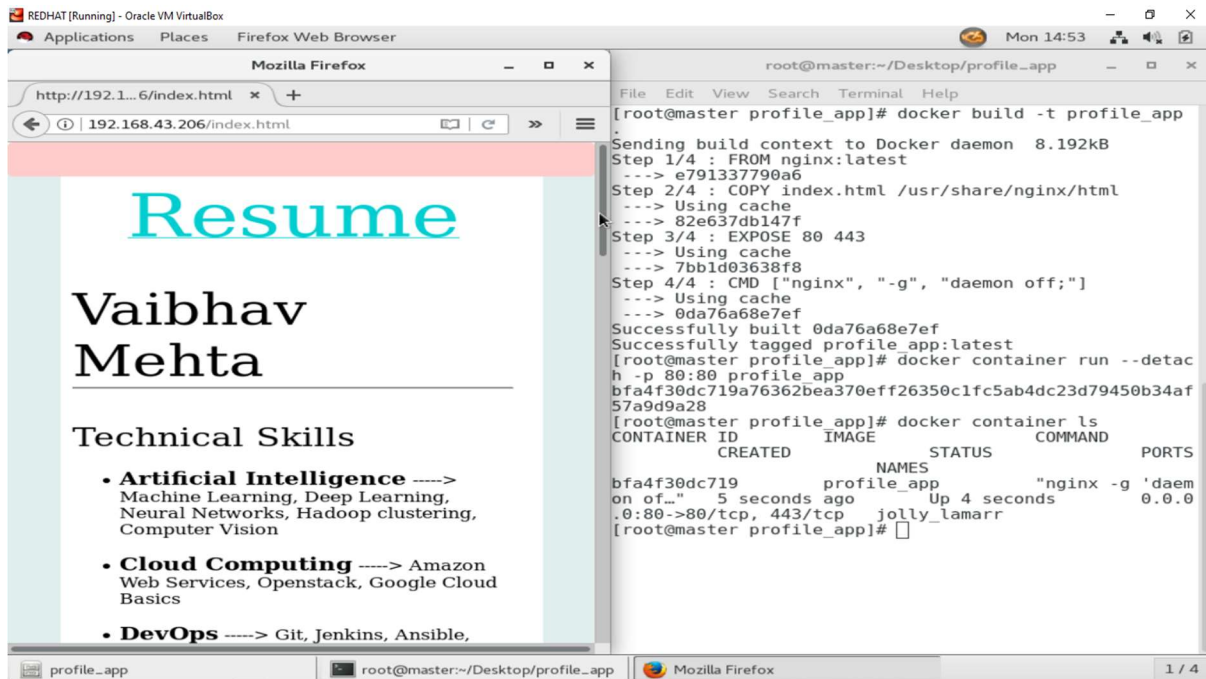 REDHAT [Running] - Oracle VM VirtualBox
Applications Places Firefox Web Browser Mon 14:53
Mozilla Firefox
http://192.1...6/index.html
192.168.43.206/index.html
Resume
Vaibhav
Mehta
Technical Skills
• Artificial Intelligence ----->
Machine Learning, Deep Learning,
Neural Networks, Hadoop clustering,
Computer Vision
• Cloud Computing -----> Amazon
Web Services, Openstack, Google Cloud
Basics
• DevOps -----> Git, Jenkins, Ansible,
root@master:~/Desktop/profile_app
File Edit View Search Terminal Help
[root@master profile_app]# docker build -t profile_app
.
Sending build context to Docker daemon  8.192kB
Step 1/4 : FROM nginx:latest
 ---> e791337790a6
Step 2/4 : COPY index.html /usr/share/nginx/html
 ---> Using cache
 ---> 82e637db147f
Step 3/4 : EXPOSE 80 443
 ---> Using cache
 ---> 7bb1d03638f8
Step 4/4 : CMD ["nginx", "-g", "daemon off;"]
 ---> Using cache
 ---> 0da76a68e7ef
Successfully built 0da76a68e7ef
Successfully tagged profile_app:latest
[root@master profile_app]# docker container run --detac
h -p 80:80 profile_app
bfa4f30dc719a76362bea370eff26350c1fc5ab4dc23d79450b34af
57a9d9a28
[root@master profile_app]# docker container ls
CONTAINER ID        IMAGE               COMMAND
CREATED             STATUS              PORTS
NAMES
bfa4f30dc719        profile_app         "nginx -g 'daem
on of…"   5 seconds ago       Up 4 seconds        0.0.0
.0:80->80/tcp, 443/tcp   jolly_lamarr
[root@master profile_app]#
profile_app root@master:~/Desktop/profile_app Mozilla Firefox 1 / 4